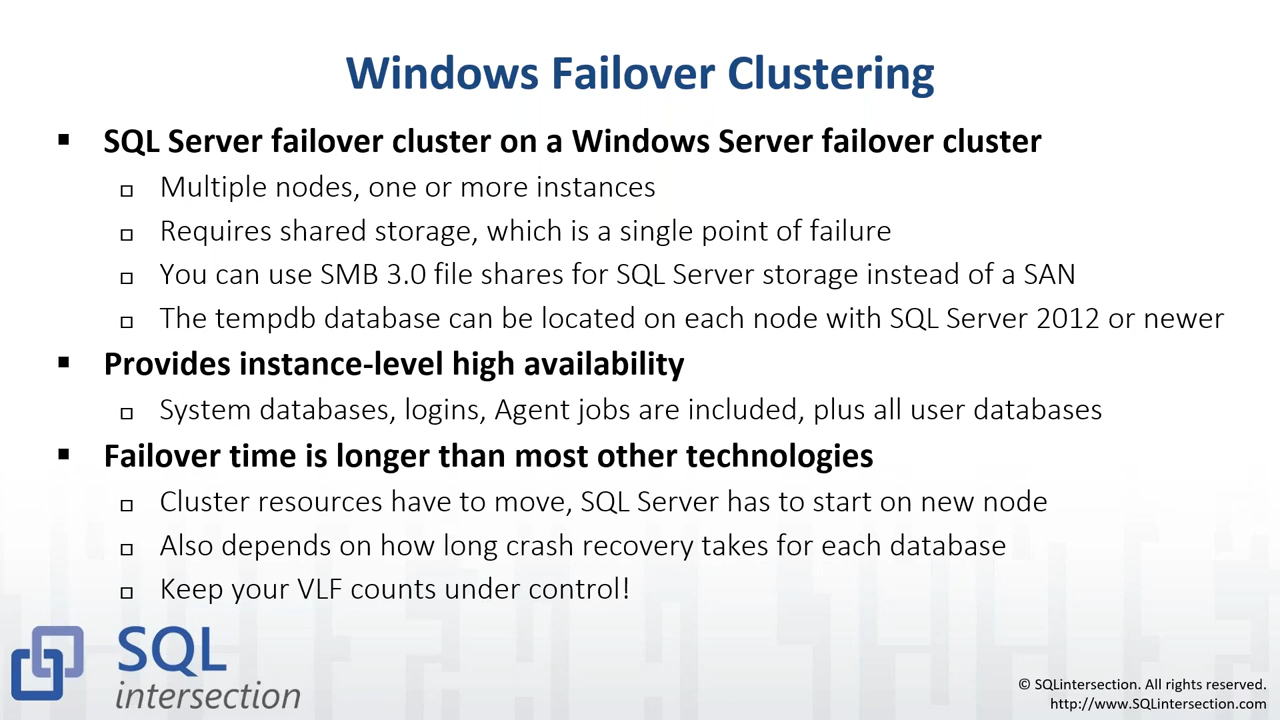 Windows Failover Clustering
▪ SQL Server failover cluster on a Windows Server failover cluster
▫ Multiple nodes, one or more instances
▫ Requires shared storage, which is a single point of failure
▫ You can use SMB 3.0 file shares for SQL Server storage instead of a SAN
▫ The tempdb database can be located on each node with SQL Server 2012 or newer
▪ Provides instance-level high availability
▫ System databases, logins, Agent jobs are included, plus all user databases
▪ Failover time is longer than most other technologies
▫ Cluster resources have to move, SQL Server has to start on new node
▫ Also depends on how long crash recovery takes for each database
▫ Keep your VLF counts under control!
SQL
intersection
© SQLintersection. All rights reserved.
http://www.SQLintersection.com